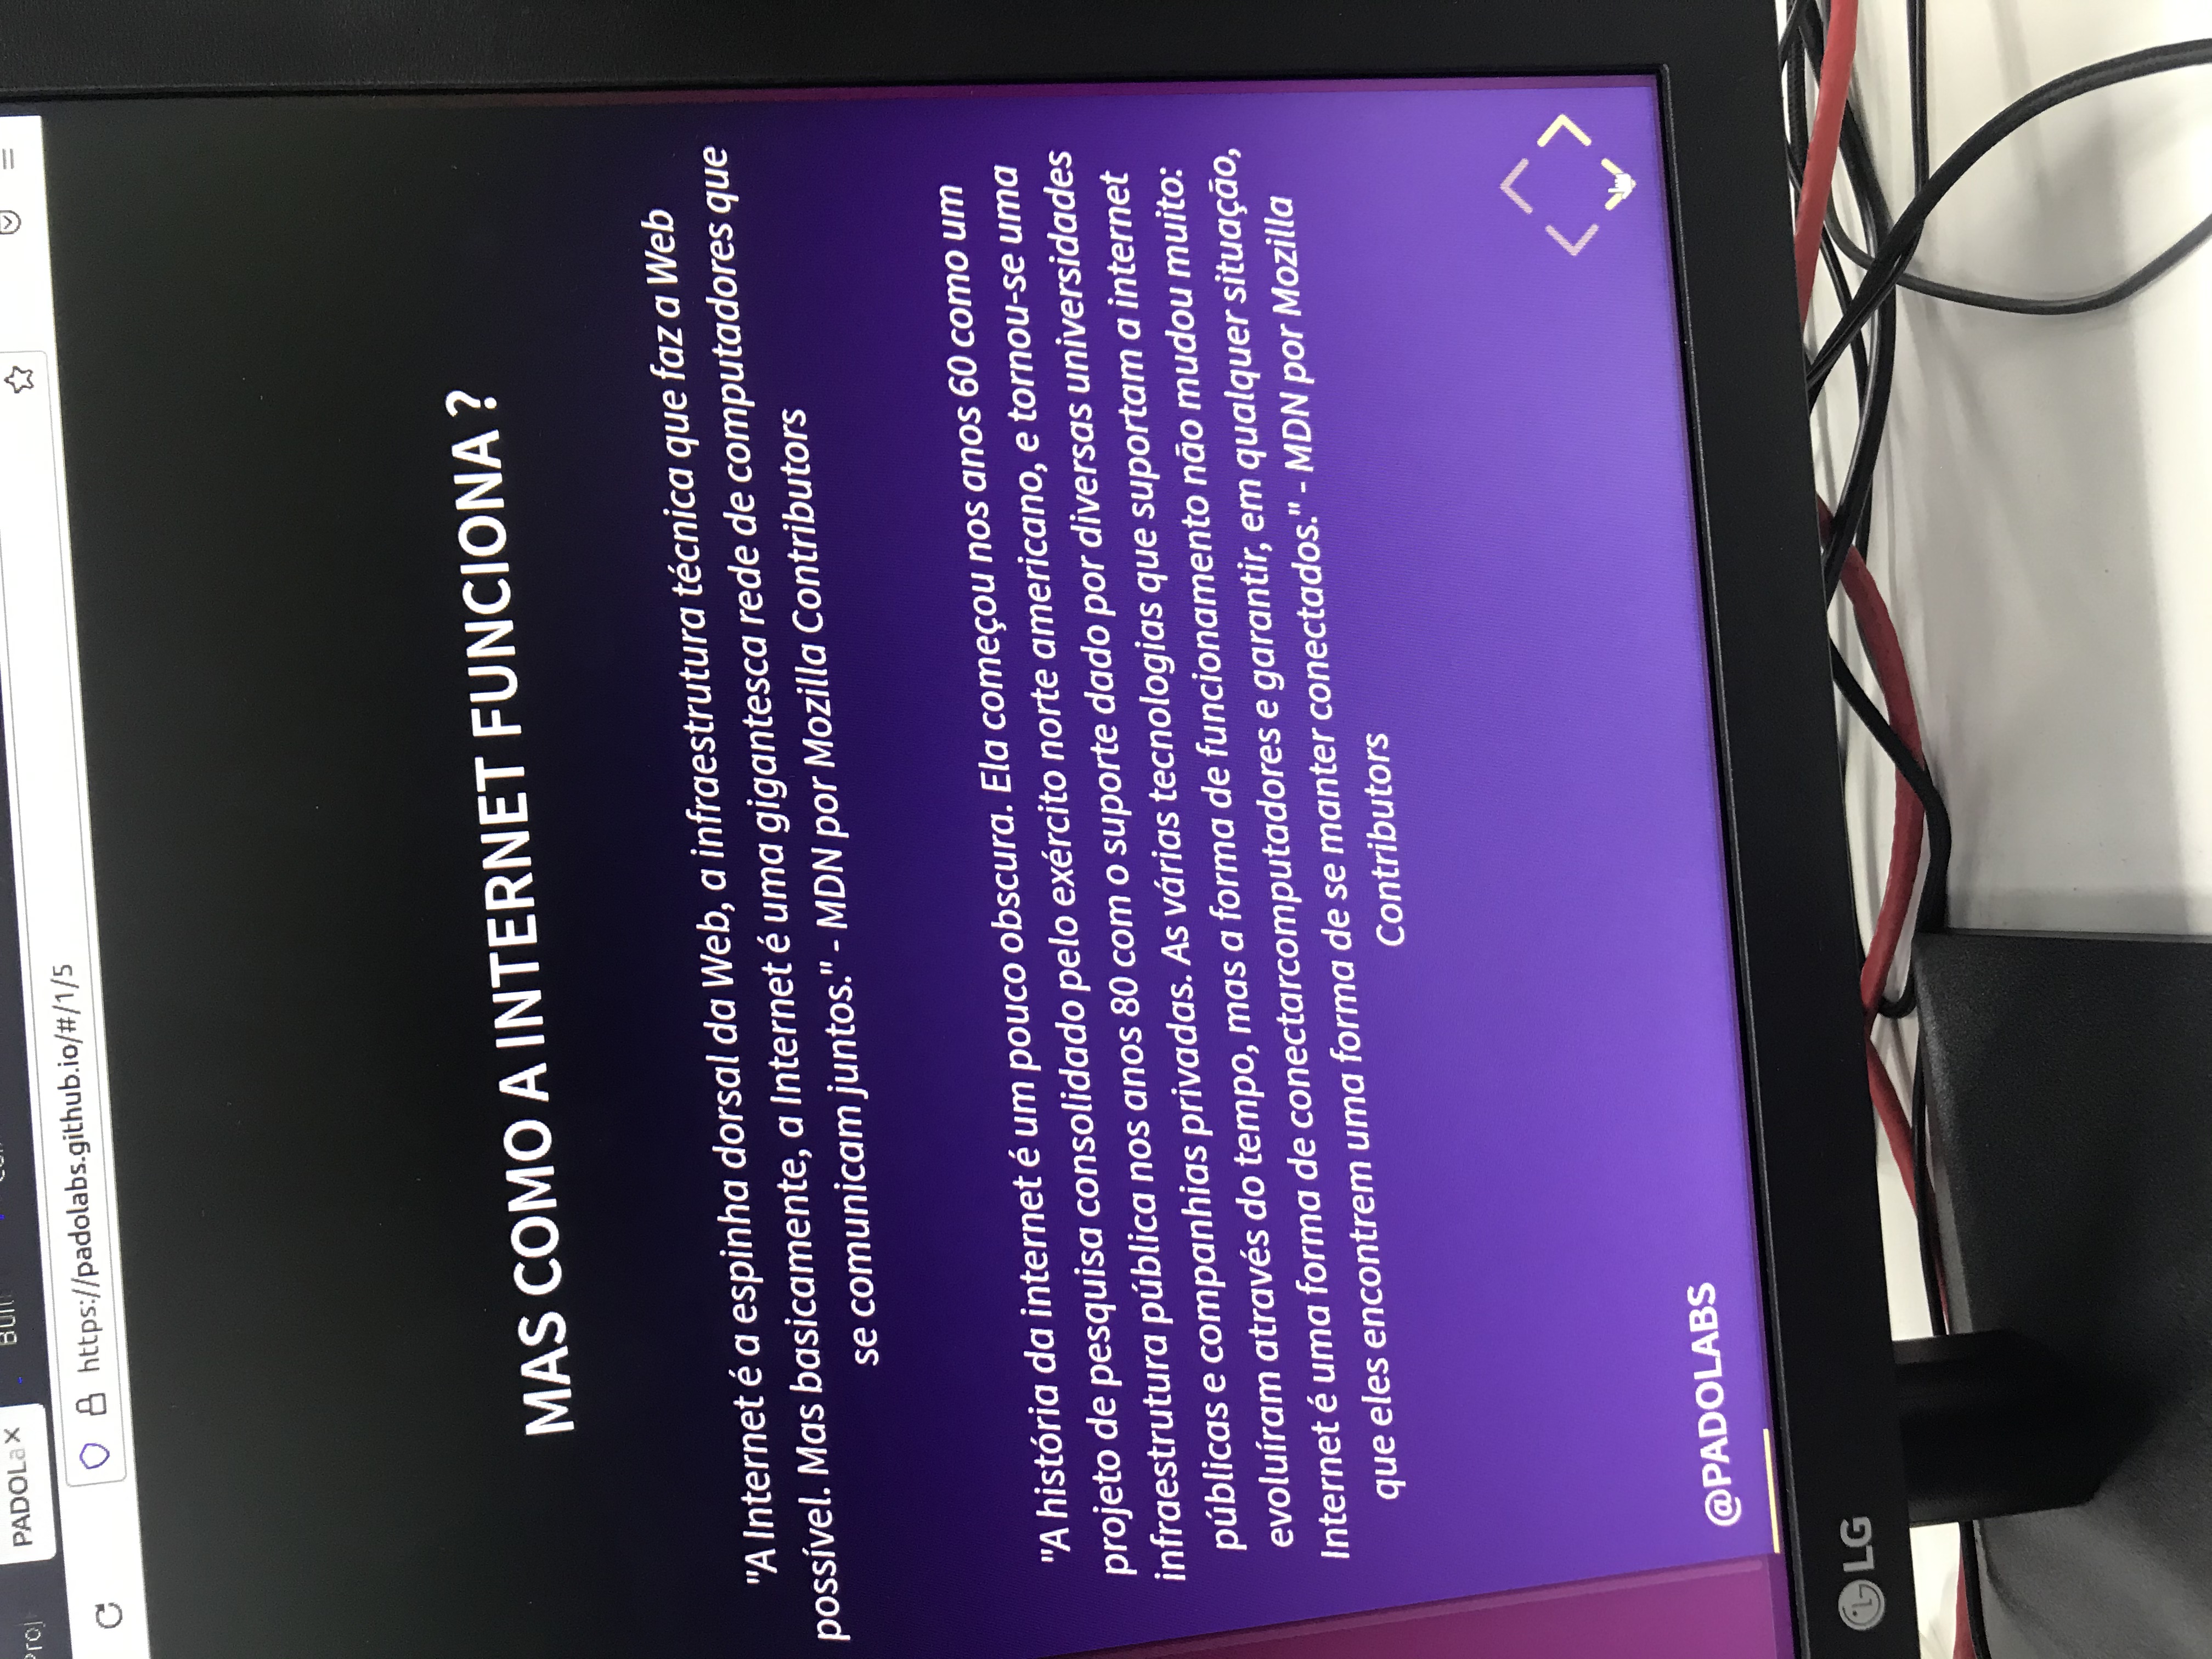 PADOLa ×
https://padolabs.github.io/#/1/5
MAS COMO A INTERNET FUNCIONA ?
"A Internet é a espinha dorsal da Web, a infraestrutura técnica que faz a Web
possível. Mas basicamente, a Internet é uma gigantesca rede de computadores que
se comunicam juntos." - MDN por Mozilla Contributors
"A história da internet é um pouco obscura. Ela começou nos anos 60 como um
projeto de pesquisa consolidado pelo exército norte americano, e tornou-se uma
infraestrutura pública nos anos 80 com o suporte dado por diversas universidades
públicas e companhias privadas. As várias tecnologias que suportam a internet
evoluíram através do tempo, mas a forma de funcionamento não mudou muito:
Internet é uma forma de conectarcomputadores e garantir, em qualquer situação,
que eles encontrem uma forma de se manter conectados." - MDN por Mozilla
Contributors
@PADOLABS
LG